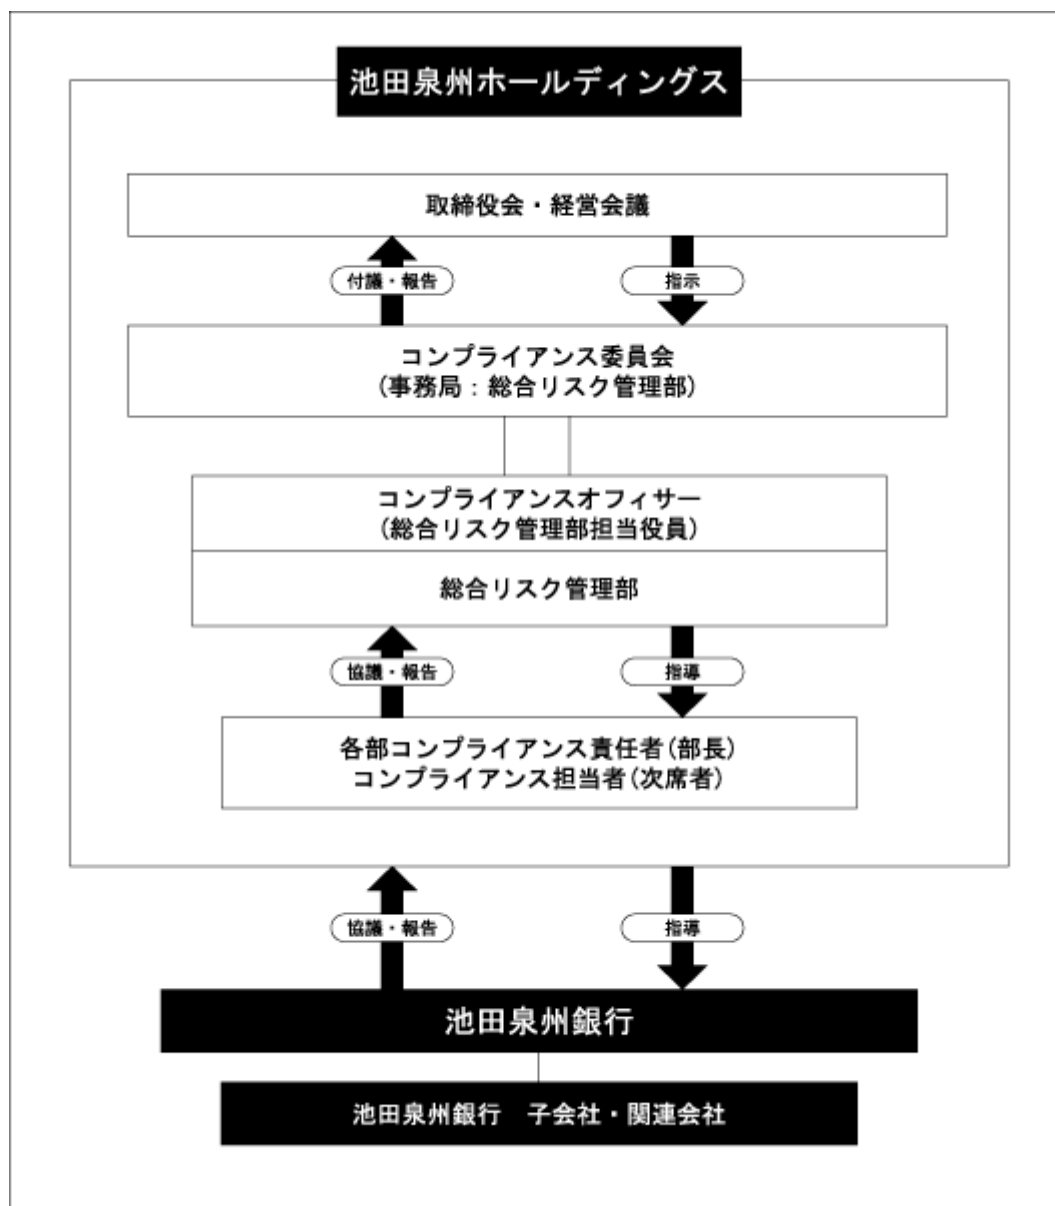 池田泉州ホールディングス
取締役会・経営会議
付議・報告
指示
コンプライアンス委員会
(事務局：総合リスク管理部)
コンプライアンスオフィサー
(総合リスク管理部担当役員)
総合リスク管理部
協議・報告
指導
各部コンプライアンス責任者(部長)
コンプライアンス担当者(次席者)
協議・報告
指導
池田泉州銀行
池田泉州銀行　子会社・関連会社